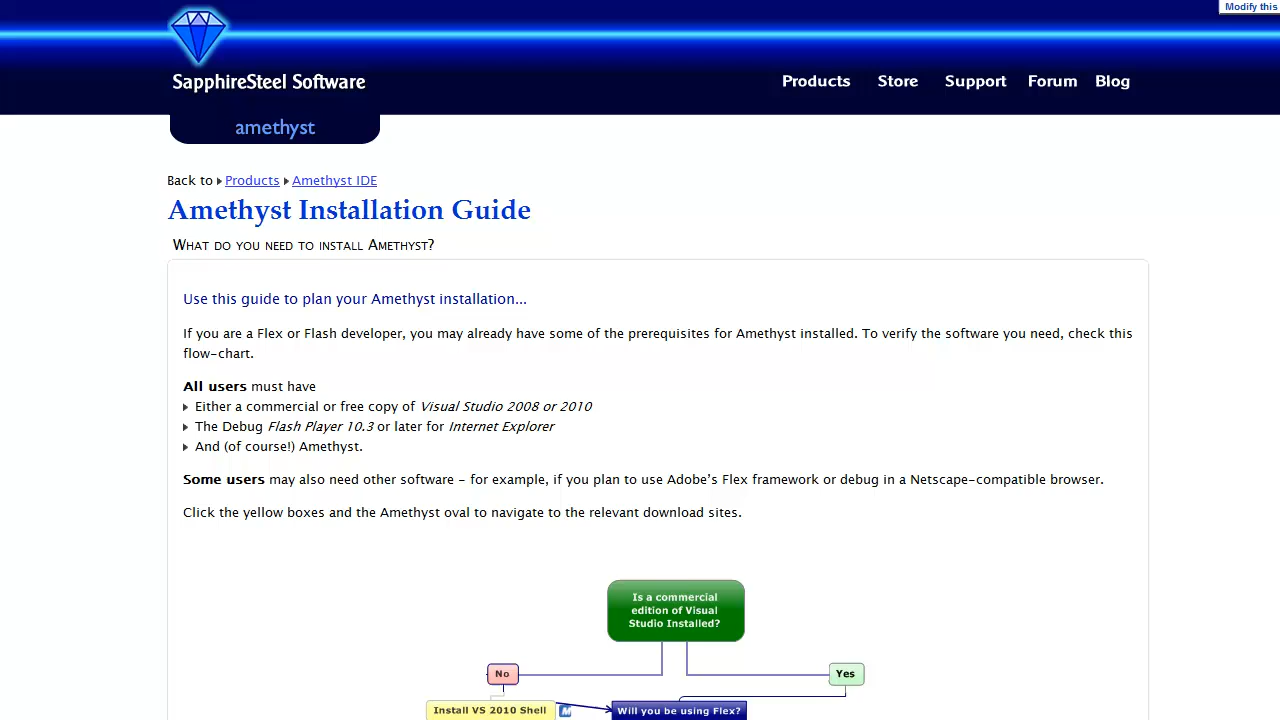 Modify this
SapphireSteel Software
Products Store Support Forum Blog
amethyst
Back to Products Amethyst IDE
Amethyst Installation Guide
What do you need to install Amethyst?
Use this guide to plan your Amethyst installation...
If you are a Flex or Flash developer, you may already have some of the prerequisites for Amethyst installed. To verify the software you need, check this
flow-chart.
All users must have
Either a commercial or free copy of Visual Studio 2008 or 2010
The Debug Flash Player 10.3 or later for Internet Explorer
And (of course!) Amethyst.
Some users may also need other software - for example, if you plan to use Adobe's Flex framework or debug in a Netscape-compatible browser.
Click the yellow boxes and the Amethyst oval to navigate to the relevant download sites.
Is a commercial
edition of Visual
Studio Installed?
No
Yes
Install VS 2010 Shell
Will you be using Flex?